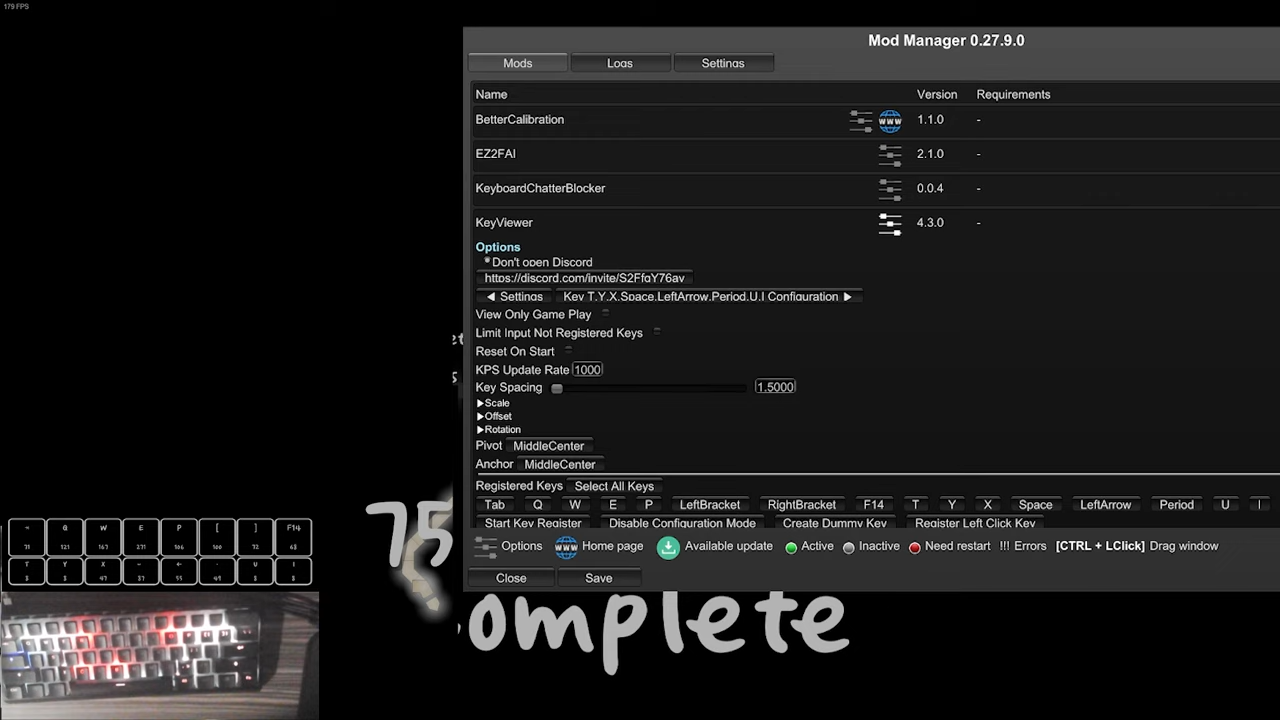 179 FPS
Mod Manager 0.27.9.0
Mods Logs Settings
Name Version Requirements
BetterCalibration 1.1.0 -
EZ2FAI 2.1.0 -
KeyboardChatterBlocker 0.0.4 -
KeyViewer 4.3.0 -
Options
Don't open Discord
https://discord.com/invite/S2FfqY76av
◀ Settings Key T,Y,X,Space,LeftArrow,Period,U,I Configuration ▶
View Only Game Play
Limit Input Not Registered Keys
Reset On Start
KPS Update Rate 1000
Key Spacing 1.5000
▶Scale
▶Offset
▶Rotation
Pivot MiddleCenter
Anchor MiddleCenter
Registered Keys Select All Keys
Tab Q W E P LeftBracket RightBracket F14 T Y X Space LeftArrow Period U I
Start Key Register Disable Configuration Mode Create Dummy Key Register Left Click Key
Options www Home page Available update Active Inactive Need restart !!! Errors [CTRL + LClick] Drag window
Close Save
75
omplete
Q W E P [ ] F14
T Y X ← U I